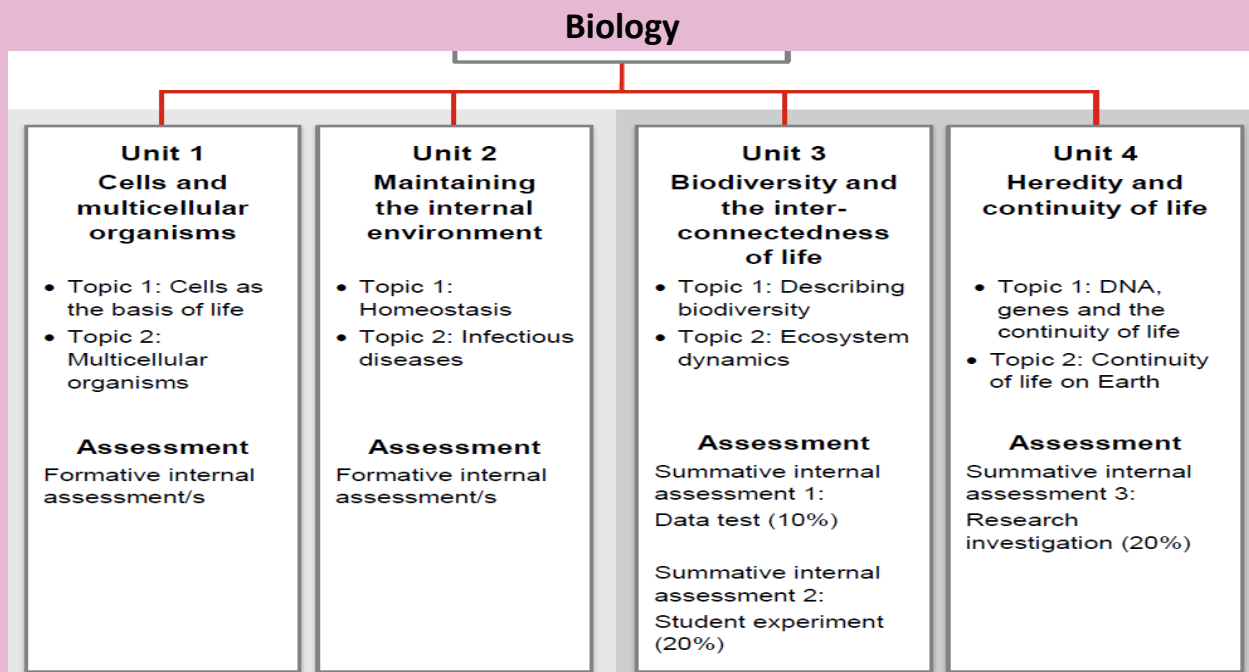 Biology
Unit 1
Cells and
multicellular
organisms
• Topic 1: Cells as
the basis of life
• Topic 2:
Multicellular
organisms
Assessment
Formative internal
assessment/s
Unit 2
Maintaining
the internal
environment
• Topic 1:
Homeostasis
• Topic 2: Infectious
diseases
Assessment
Formative internal
assessment/s
Unit 3
Biodiversity and
the inter-
connectedness
of life
• Topic 1: Describing
biodiversity
• Topic 2: Ecosystem
dynamics
Assessment
Summative internal
assessment 1:
Data test (10%)
Summative internal
assessment 2:
Student experiment
(20%)
Unit 4
Heredity and
continuity of life
• Topic 1: DNA,
genes and the
continuity of life
• Topic 2: Continuity
of life on Earth
Assessment
Summative internal
assessment 3:
Research
investigation (20%)